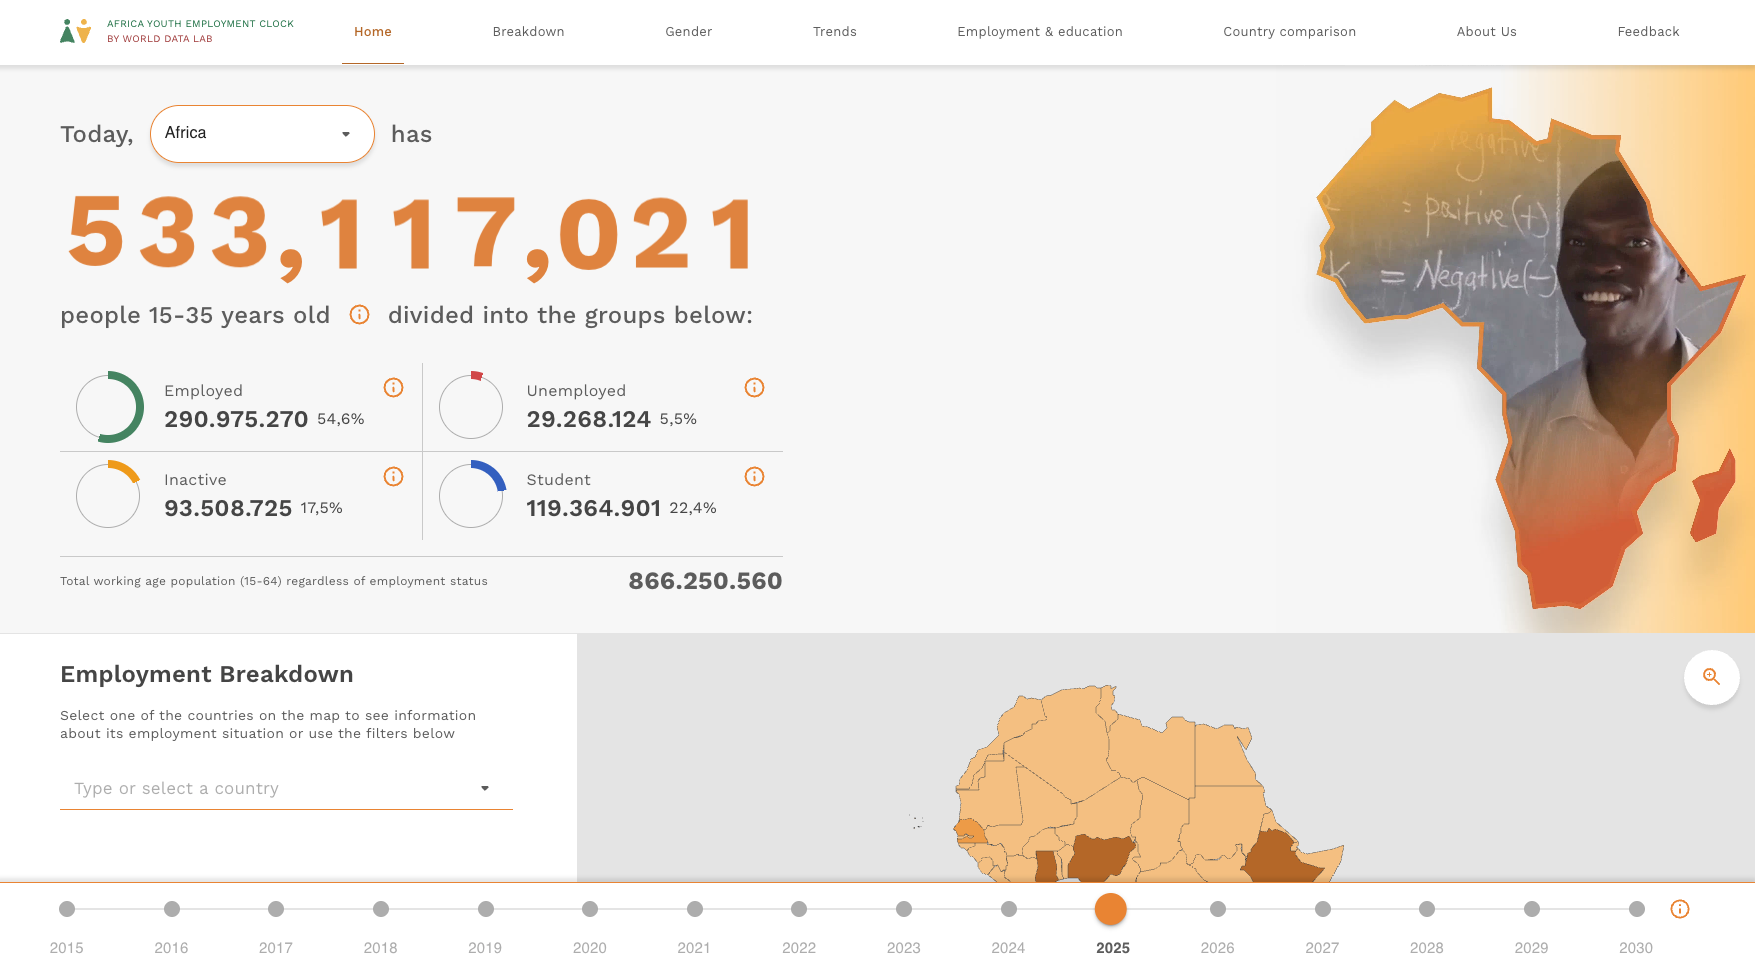 AFRICA YOUTH EMPLOYMENT CLOCK
BY WORLD DATA LAB
Home
Breakdown
Gender
Trends
Employment & education
Country comparison
About Us
Feedback
Today, Africa has
533,117,021
people 15-35 years old divided into the groups below:
Employed
290.975.270 54,6%
Unemployed
29.268.124 5,5%
Inactive
93.508.725 17,5%
Student
119.364.901 22,4%
Total working age population (15-64) regardless of employment status 866.250.560
negative
= positive(+)
K = Negative(-)
Employment Breakdown
Select one of the countries on the map to see information
about its employment situation or use the filters below
Type or select a country
2015 2016 2017 2018 2019 2020 2021 2022 2023 2024 2025 2026 2027 2028 2029 2030